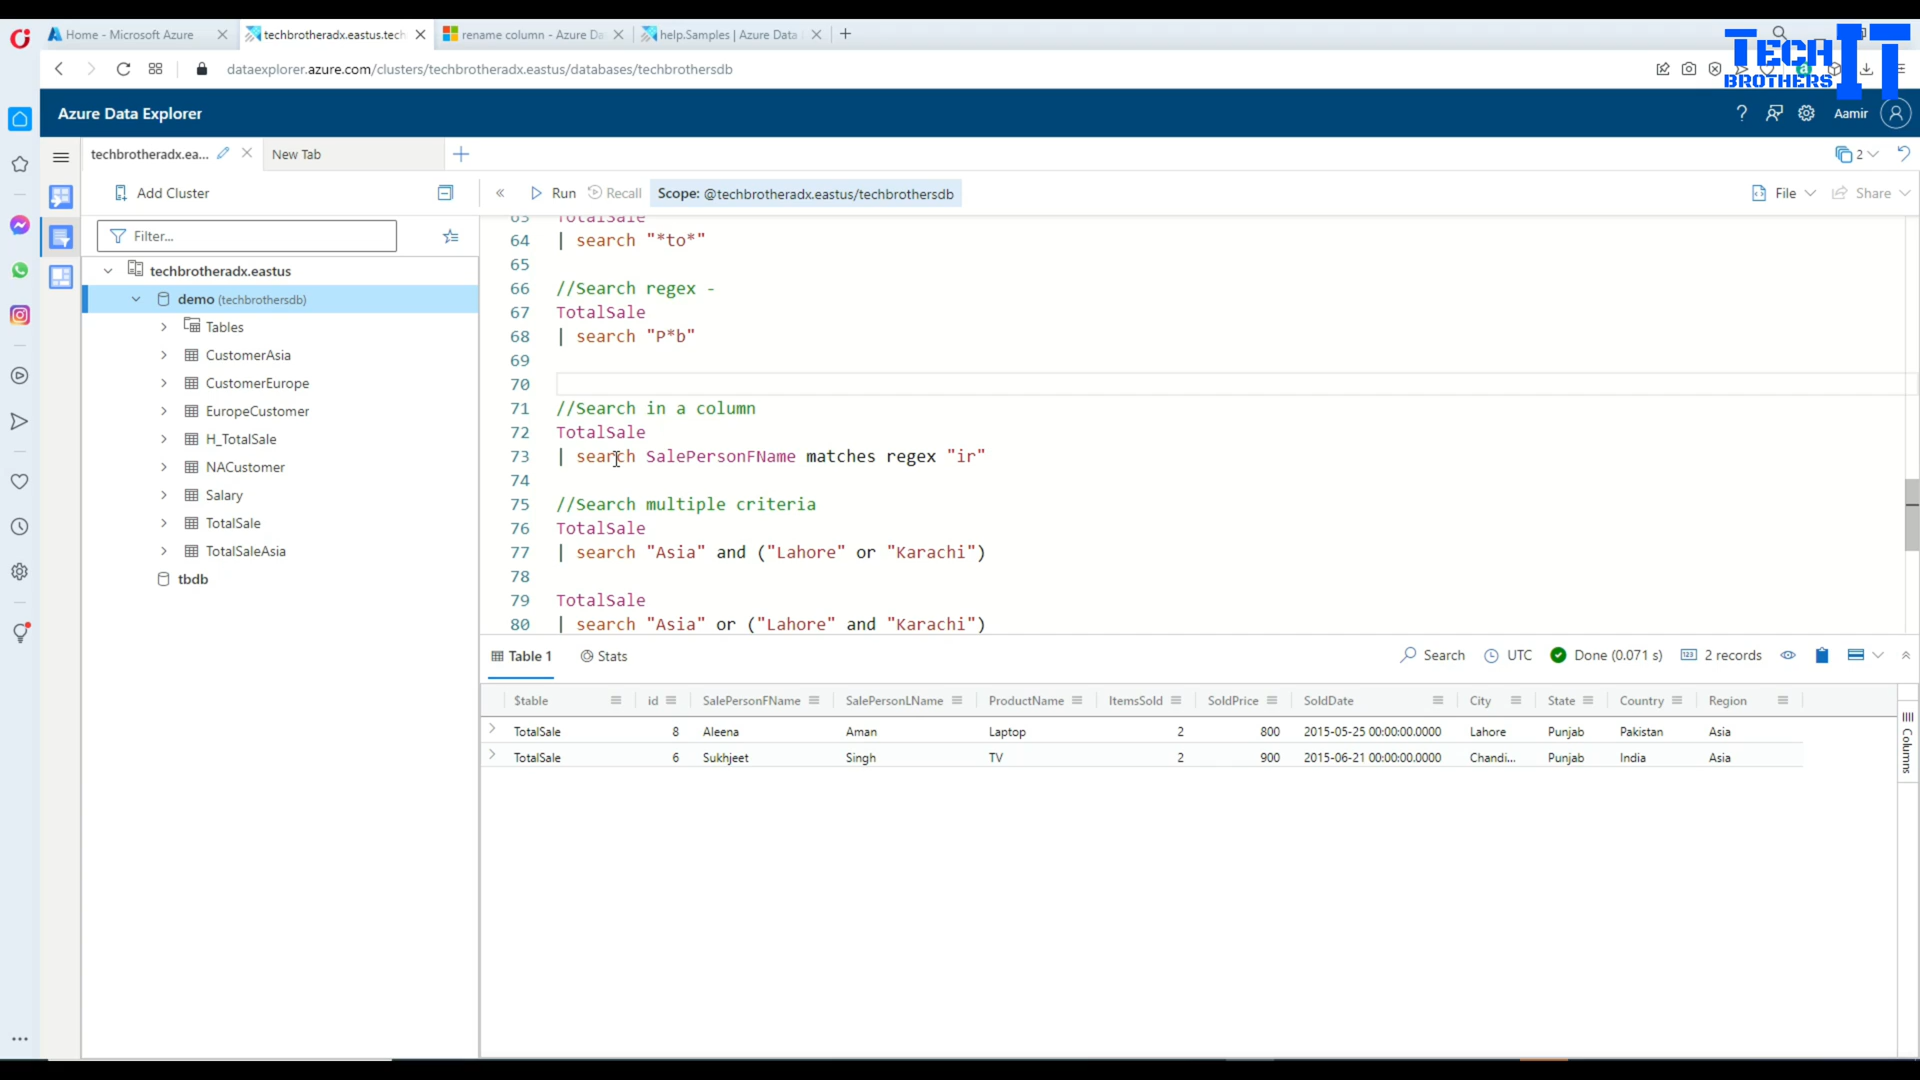 Home - Microsoft Azure
techbrotheradx.eastus.tech
rename column - Azure Da
help.Samples | Azure Data
dataexplorer.azure.com/clusters/techbrotheradx.eastus/databases/techbrothersdb
TECH
BROTHERS
IT
Azure Data Explorer
Aamir
techbrotheradx.ea...
New Tab
2
Add Cluster
Run
Recall
Scope: @techbrotheradx.eastus/techbrothersdb
File
Share
Filter...
techbrotheradx.eastus
demo (techbrothersdb)
Tables
CustomerAsia
CustomerEurope
EuropeCustomer
H_TotalSale
NACustomer
Salary
TotalSale
TotalSaleAsia
tbdb
63 TotalSale
64 | search "*to*"
65
66 //Search regex -
67 TotalSale
68 | search "P*b"
69
70
71 //Search in a column
72 TotalSale
73 | search SalePersonFName matches regex "ir"
74
75 //Search multiple criteria
76 TotalSale
77 | search "Asia" and ("Lahore" or "Karachi")
78
79 TotalSale
80 | search "Asia" or ("Lahore" and "Karachi")
Table 1
Stats
Search
UTC
Done (0.071 s)
2 records
$table id SalePersonFName SalePersonLName ProductName ItemsSold SoldPrice SoldDate City State Country Region
TotalSale 8 Aleena Aman Laptop 2 800 2015-05-25 00:00:00.0000 Lahore Punjab Pakistan Asia
TotalSale 6 Sukhjeet Singh TV 2 900 2015-06-21 00:00:00.0000 Chandi... Punjab India Asia
Columns